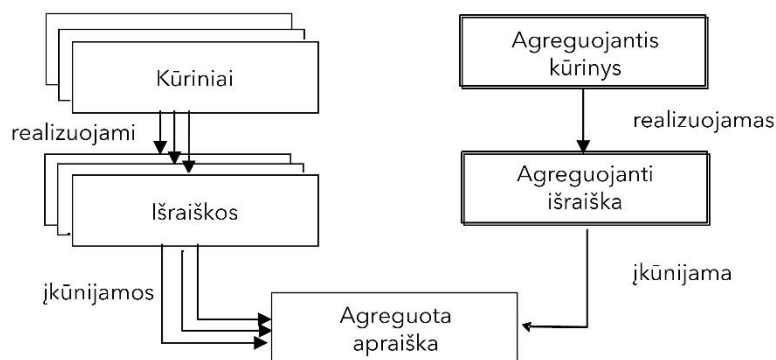 Kūriniai
realizuojami
Išraiškos
įkūnijamos
Agreguojantis
kūrinys
realizuojamas
Agreguojanti
išraiška
įkūnijama
Agreguota
apraiška